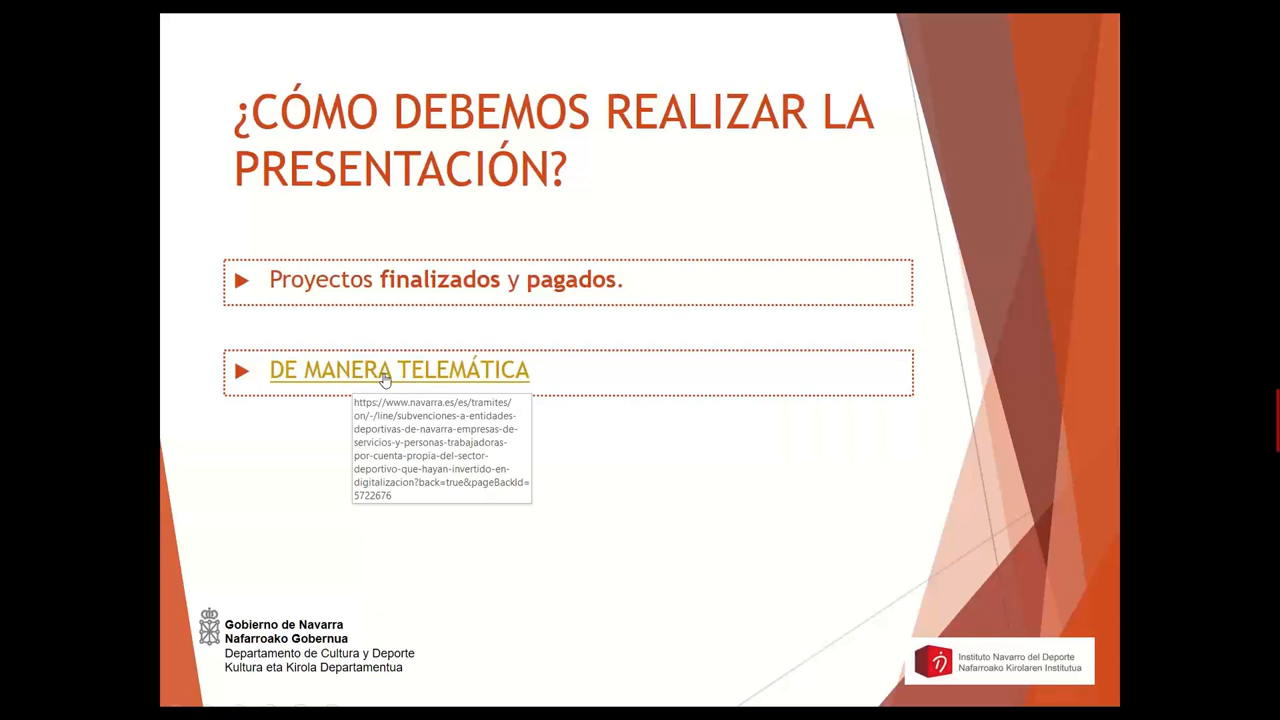 ¿CÓMO DEBEMOS REALIZAR LA
PRESENTACIÓN?
Proyectos finalizados y pagados.
DE MANERA TELEMÁTICA
https://www.navarra.es/es/tramites/
on/-/line/subvenciones-a-entidades-
deportivas-de-navarra-empresas-de-
servicios-y-personas-trabajadoras-
por-cuenta-propia-del-sector-
deportivo-que-hayan-invertido-en-
digitalizacion?back=true&pageBackId=
5722676
Gobierno de Navarra
Nafarroako Gobernua
Departamento de Cultura y Deporte
Kultura eta Kirola Departamentua
Instituto Navarro del Deporte
Nafarroako Kirolaren Institutua